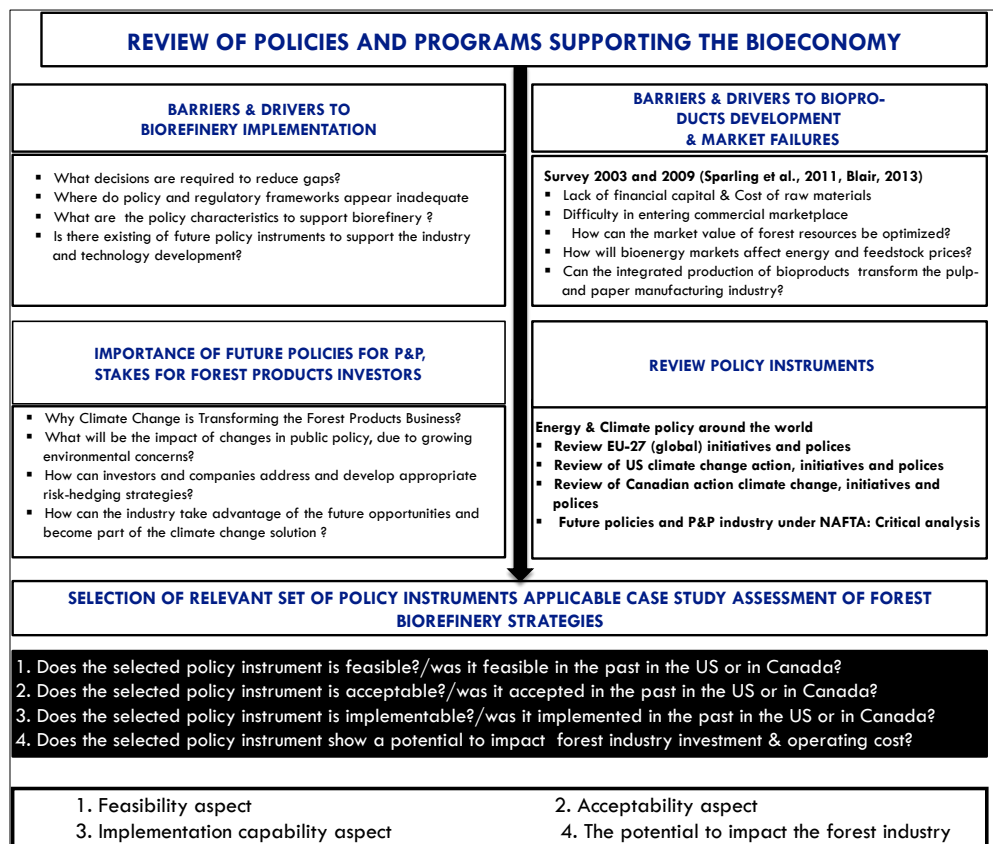 REVIEW OF POLICIES AND PROGRAMS SUPPORTING THE BIOECONOMY
BARRIERS & DRIVERS TO
BIOREFINERY IMPLEMENTATION
▪ What decisions are required to reduce gaps?
▪ Where do policy and regulatory frameworks appear inadequate
▪ What are the policy characteristics to support biorefinery ?
▪ Is there existing of future policy instruments to support the industry
and technology development?
BARRIERS & DRIVERS TO BIOPRO-
DUCTS DEVELOPMENT
& MARKET FAILURES
Survey 2003 and 2009 (Sparling et al., 2011, Blair, 2013)
▪ Lack of financial capital & Cost of raw materials
▪ Difficulty in entering commercial marketplace
▪ How can the market value of forest resources be optimized?
▪ How will bioenergy markets affect energy and feedstock prices?
▪ Can the integrated production of bioproducts transform the pulp-
and paper manufacturing industry?
IMPORTANCE OF FUTURE POLICIES FOR P&P,
STAKES FOR FOREST PRODUCTS INVESTORS
▪ Why Climate Change is Transforming the Forest Products Business?
▪ What will be the impact of changes in public policy, due to growing
environmental concerns?
▪ How can investors and companies address and develop appropriate
risk-hedging strategies?
▪ How can the industry take advantage of the future opportunities and
become part of the climate change solution ?
REVIEW POLICY INSTRUMENTS
Energy & Climate policy around the world
▪ Review EU-27 (global) initiatives and polices
▪ Review of US climate change action, initiatives and polices
▪ Review of Canadian action climate change, initiatives and
polices
▪ Future policies and P&P industry under NAFTA: Critical analysis
SELECTION OF RELEVANT SET OF POLICY INSTRUMENTS APPLICABLE CASE STUDY ASSESSMENT OF FOREST
BIOREFINERY STRATEGIES
1. Does the selected policy instrument is feasible?/was it feasible in the past in the US or in Canada?
2. Does the selected policy instrument is acceptable?/was it accepted in the past in the US or in Canada?
3. Does the selected policy instrument is implementable?/was it implemented in the past in the US or in Canada?
4. Does the selected policy instrument show a potential to impact forest industry investment & operating cost?
1. Feasibility aspect 2. Acceptability aspect
3. Implementation capability aspect 4. The potential to impact the forest industry